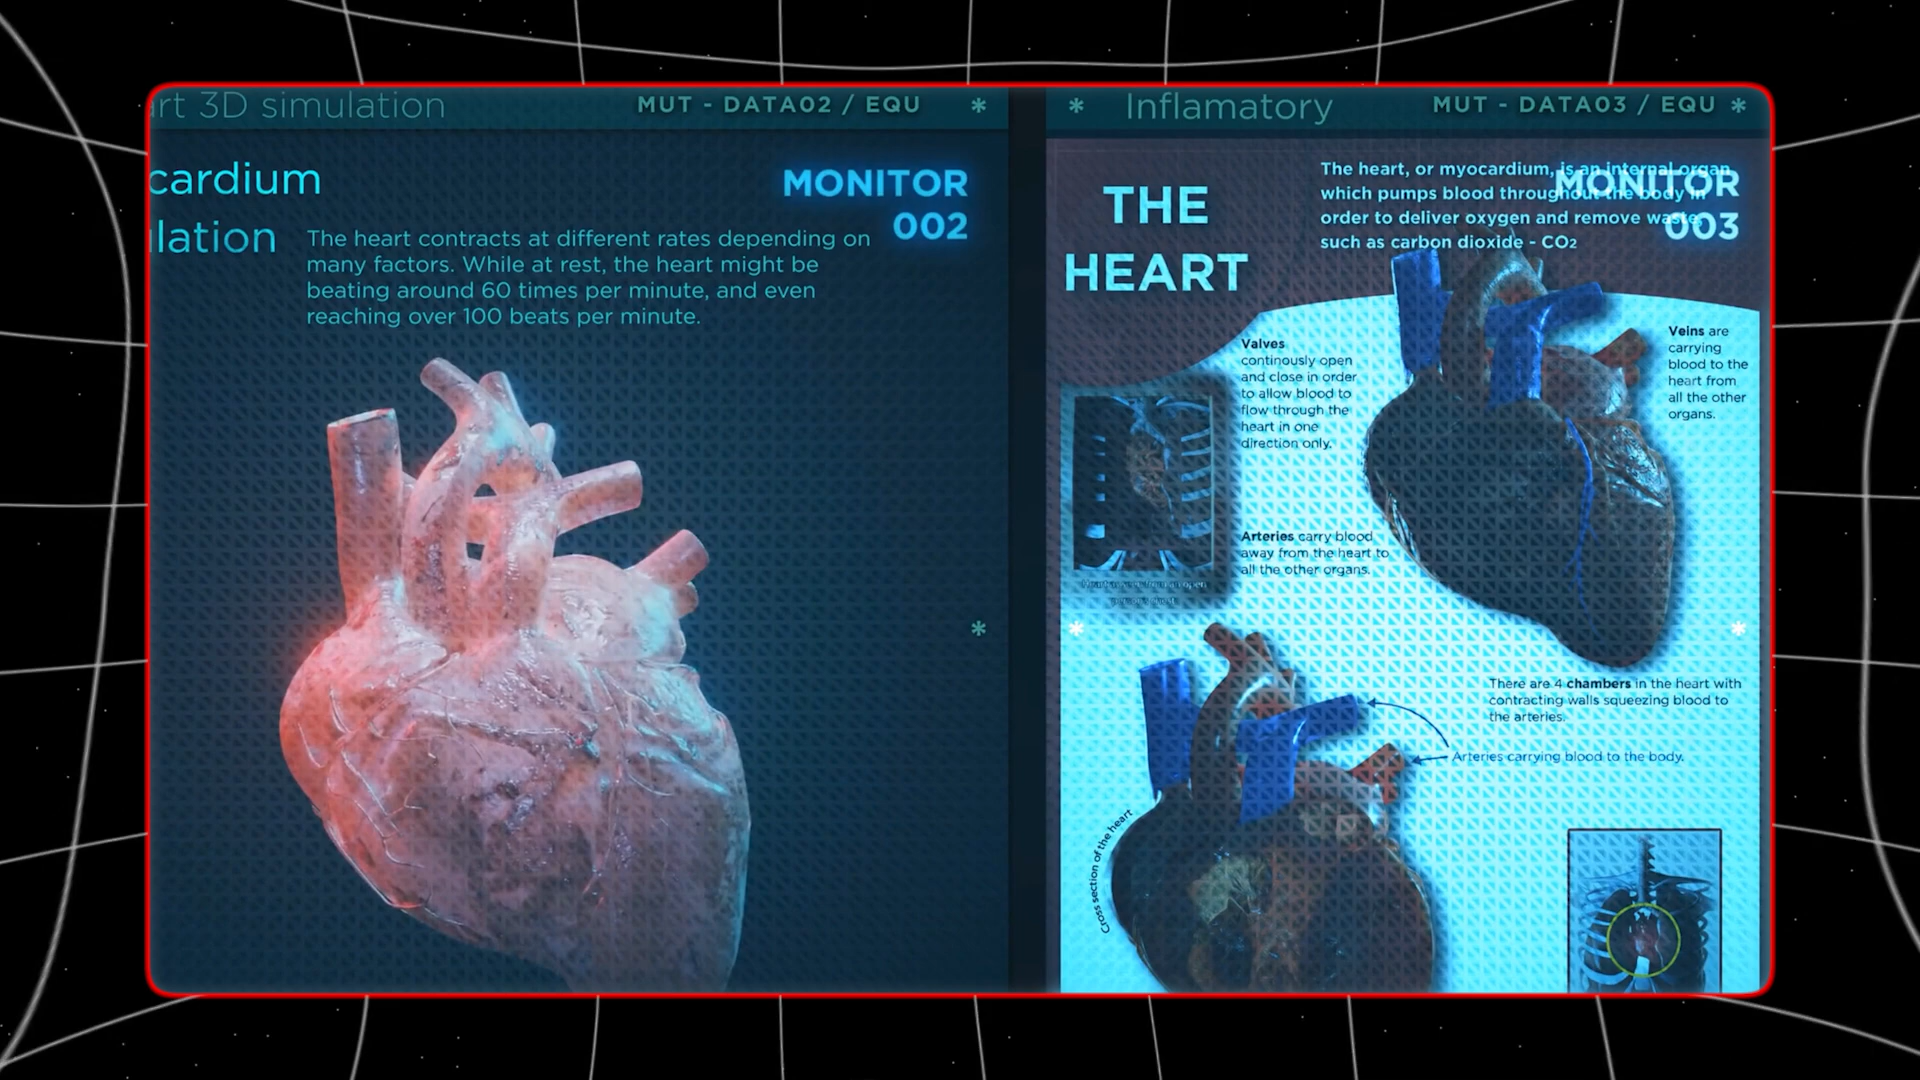 art 3D simulation
MUT - DATA02 / EQU *
cardium
lation
MONITOR
002
The heart contracts at different rates depending on
many factors. While at rest, the heart might be
beating around 60 times per minute, and even
reaching over 100 beats per minute.
*
* Inflamatory
MUT - DATA03 / EQU *
THE
HEART
The heart, or myocardium, is an internal organ
which pumps blood throughout the body in
order to deliver oxygen and remove waste,
such as carbon dioxide - CO₂
MONITOR
003
Valves
continously open
and close in order
to allow blood to
flow through the
heart in one
direction only.
Veins are
carrying
blood to the
heart from
all the other
organs.
Arteries carry blood
away from the heart to
all the other organs.
*
*
There are 4 chambers in the heart with
contracting walls squeezing blood to
the arteries.
Arteries carrying blood to the body.
Cross section of the heart